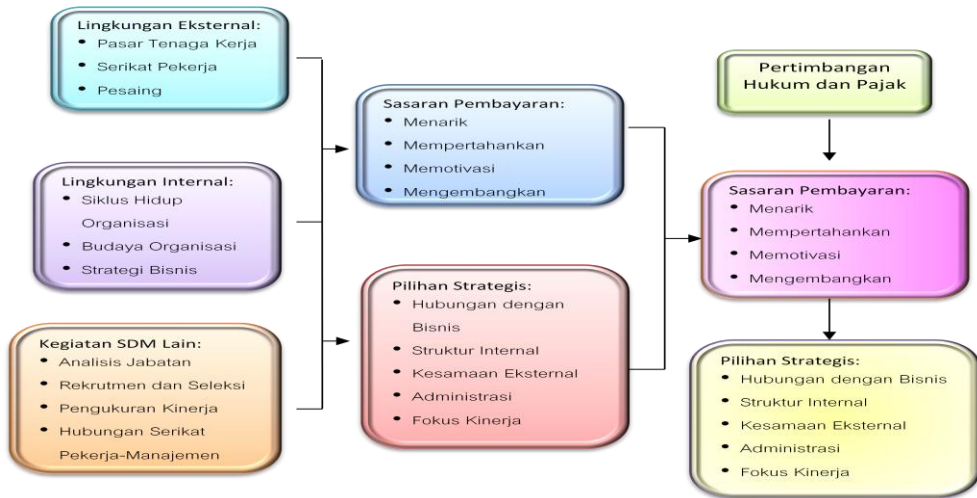 Lingkungan Eksternal:
• Pasar Tenaga Kerja
• Serikat Pekerja
• Pesaing
Lingkungan Internal:
• Siklus Hidup
Organisasi
• Budaya Organisasi
• Strategi Bisnis
Kegiatan SDM Lain:
• Analisis Jabatan
• Rekrutmen dan Seleksi
• Pengukuran Kinerja
• Hubungan Serikat
Pekerja-Manajemen
Sasaran Pembayaran:
• Menarik
• Mempertahankan
• Memotivasi
• Mengembangkan
Pilihan Strategis:
• Hubungan dengan
Bisnis
• Struktur Internal
• Kesamaan Eksternal
• Administrasi
• Fokus Kinerja
Pertimbangan
Hukum dan Pajak
Sasaran Pembayaran:
• Menarik
• Mempertahankan
• Memotivasi
• Mengembangkan
Pilihan Strategis:
• Hubungan dengan Bisnis
• Struktur Internal
• Kesamaan Eksternal
• Administrasi
• Fokus Kinerja